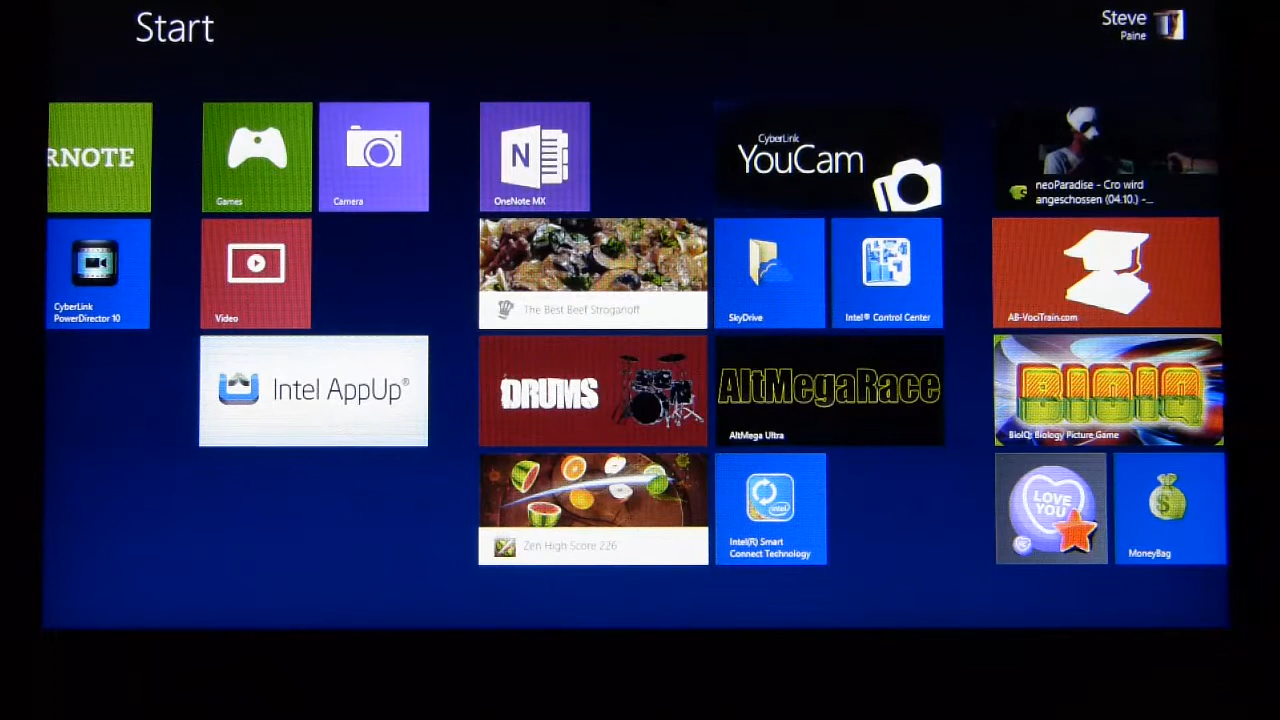 Start
Steve
Paine
RNOTE
Games
Camera
N
OneNote MX
CyberLink
YouCam
neoParadise - Cro wird
angeschossen (04.10.) -...
CyberLink
PowerDirector 10
Video
The Best Beef Stroganoff
SkyDrive
Intel® Control Center
AB-VociTrain.com
Intel AppUp®
DRUMS
AltMegaRace
AltMega Ultra
BIOIQ
BioIQ: Biology Picture Game
Zen High Score 226
intel
Intel(R) Smart
Connect Technology
LOVE
YOU
$
MoneyBag